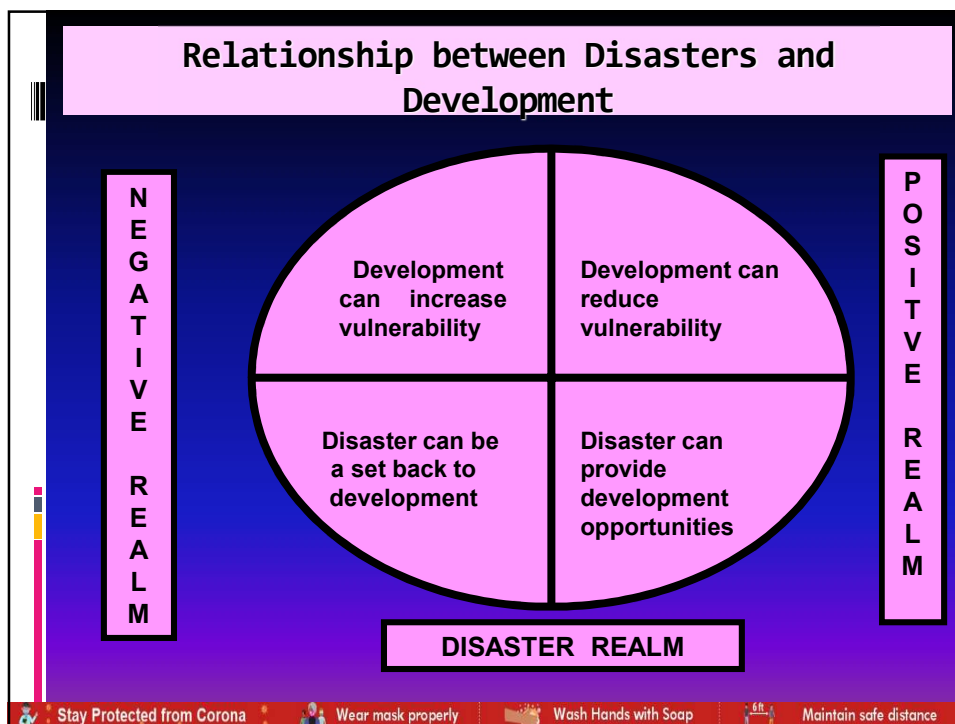 Relationship between Disasters and
Development
N
E
G
A
T
I
V
E
R
E
A
L
M
Development
can increase
vulnerability
Development can
reduce
vulnerability
Disaster can be
a set back to
development
Disaster can
provide
development
opportunities
P
O
S
I
T
V
E
R
E
A
L
M
DISASTER REALM
Stay Protected from Corona
Wear mask properly
Wash Hands with Soap
6ft
Maintain safe distance